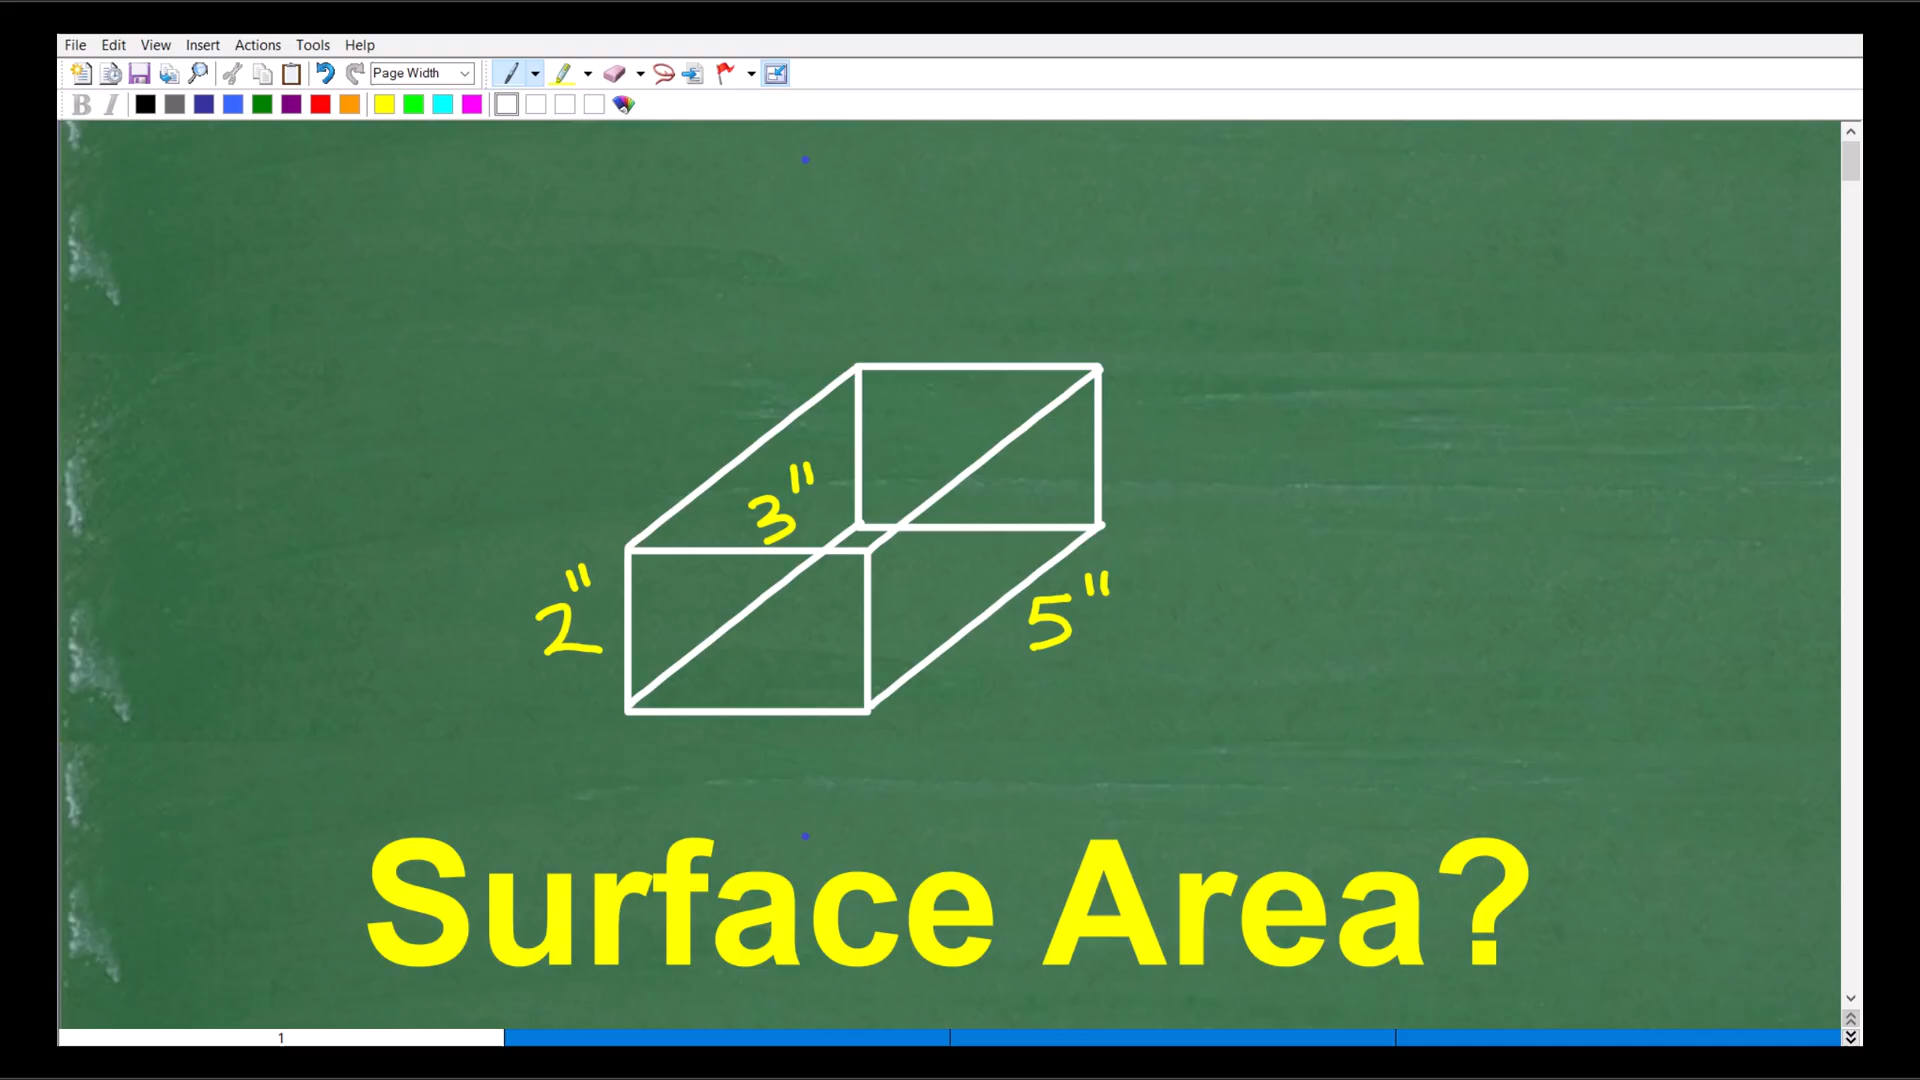 File Edit View Insert Actions Tools Help
Page Width
B I
3"
2"
5"
Surface Area?
1